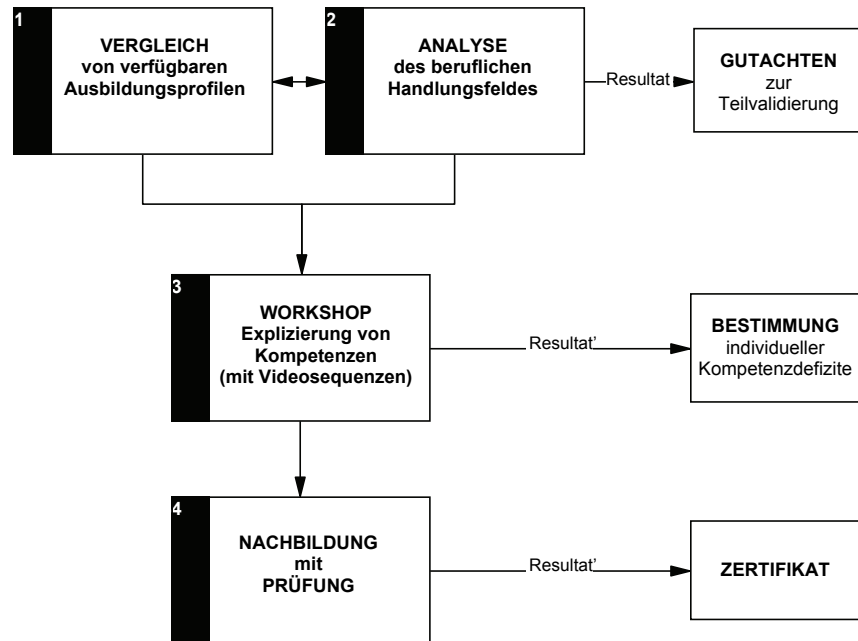 1
VERGLEICH
von verfügbaren
Ausbildungsprofilen
2
ANALYSE
des beruflichen
Handlungsfeldes
Resultat
GUTACHTEN
zur
Teilvalidierung
3
WORKSHOP
Explizierung von
Kompetenzen
(mit Videosequenzen)
Resultat’
BESTIMMUNG
individueller
Kompetenzdefizite
4
NACHBILDUNG
mit
PRÜFUNG
Resultat’
ZERTIFIKAT